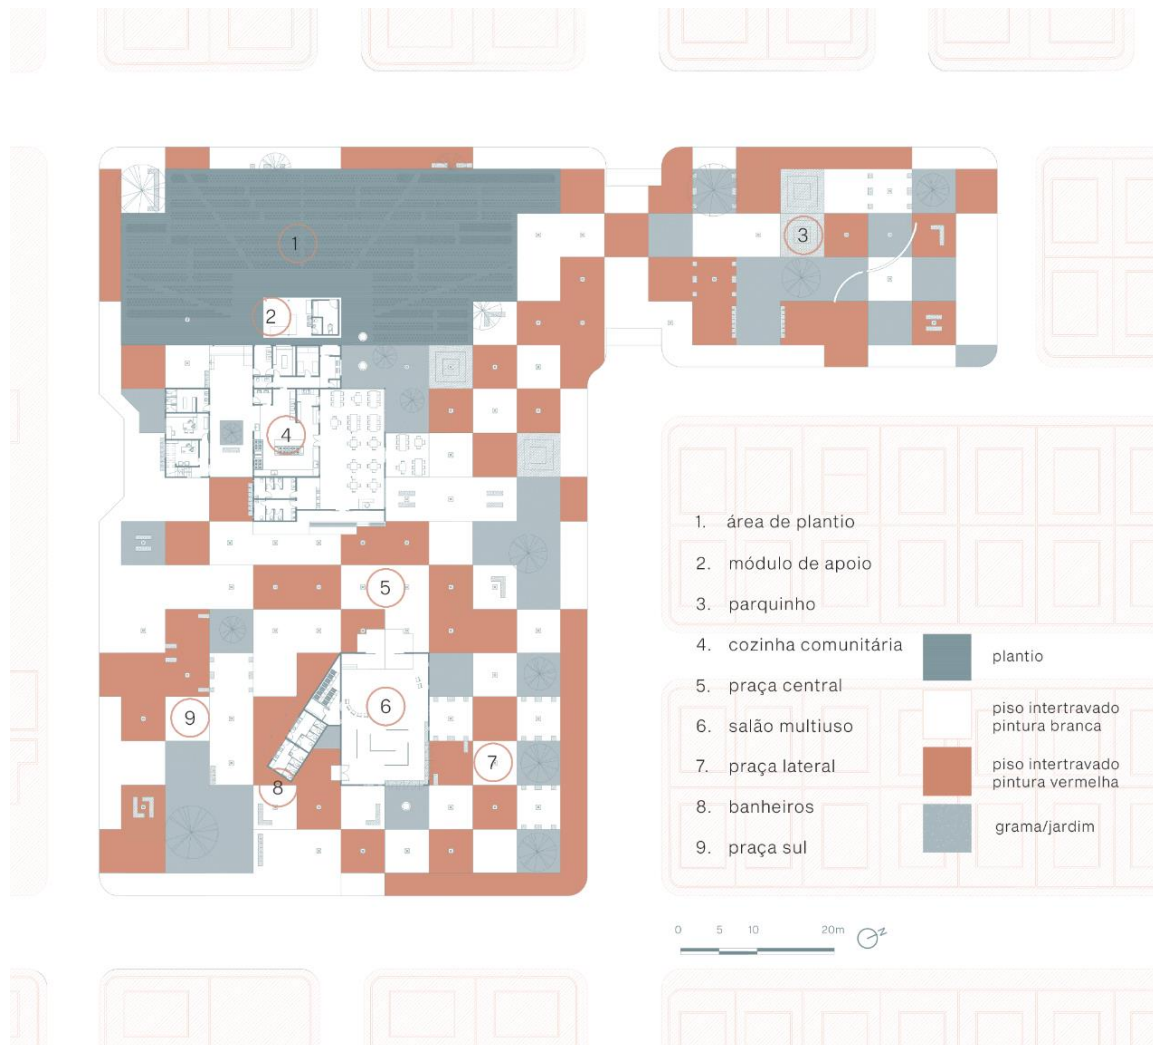 1
2
3
4
5
6
7
8
9
1. área de plantio
2. módulo de apoio
3. parquinho
4. cozinha comunitária
5. praça central
6. salão multiuso
7. praça lateral
8. banheiros
9. praça sul
plantio
piso intertravado
pintura branca
piso intertravado
pintura vermelha
grama/jardim
0 5 10 20m
N